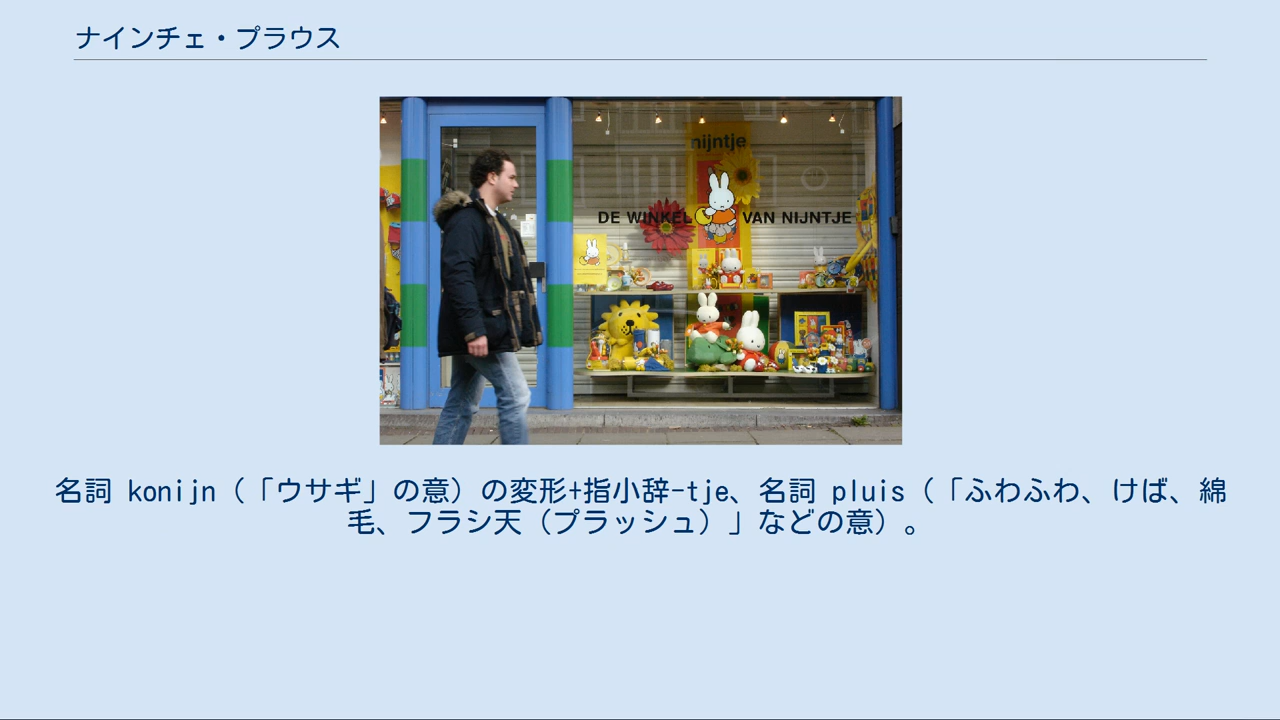 ナインチェ・プラウス
nijntje
DE WINKEL VAN NIJNTJE
名詞 konijn（「ウサギ」の意）の変形+指小辞-tje、名詞 pluis（「ふわふわ、けば、綿
毛、フラシ天（プラッシュ）」などの意）。